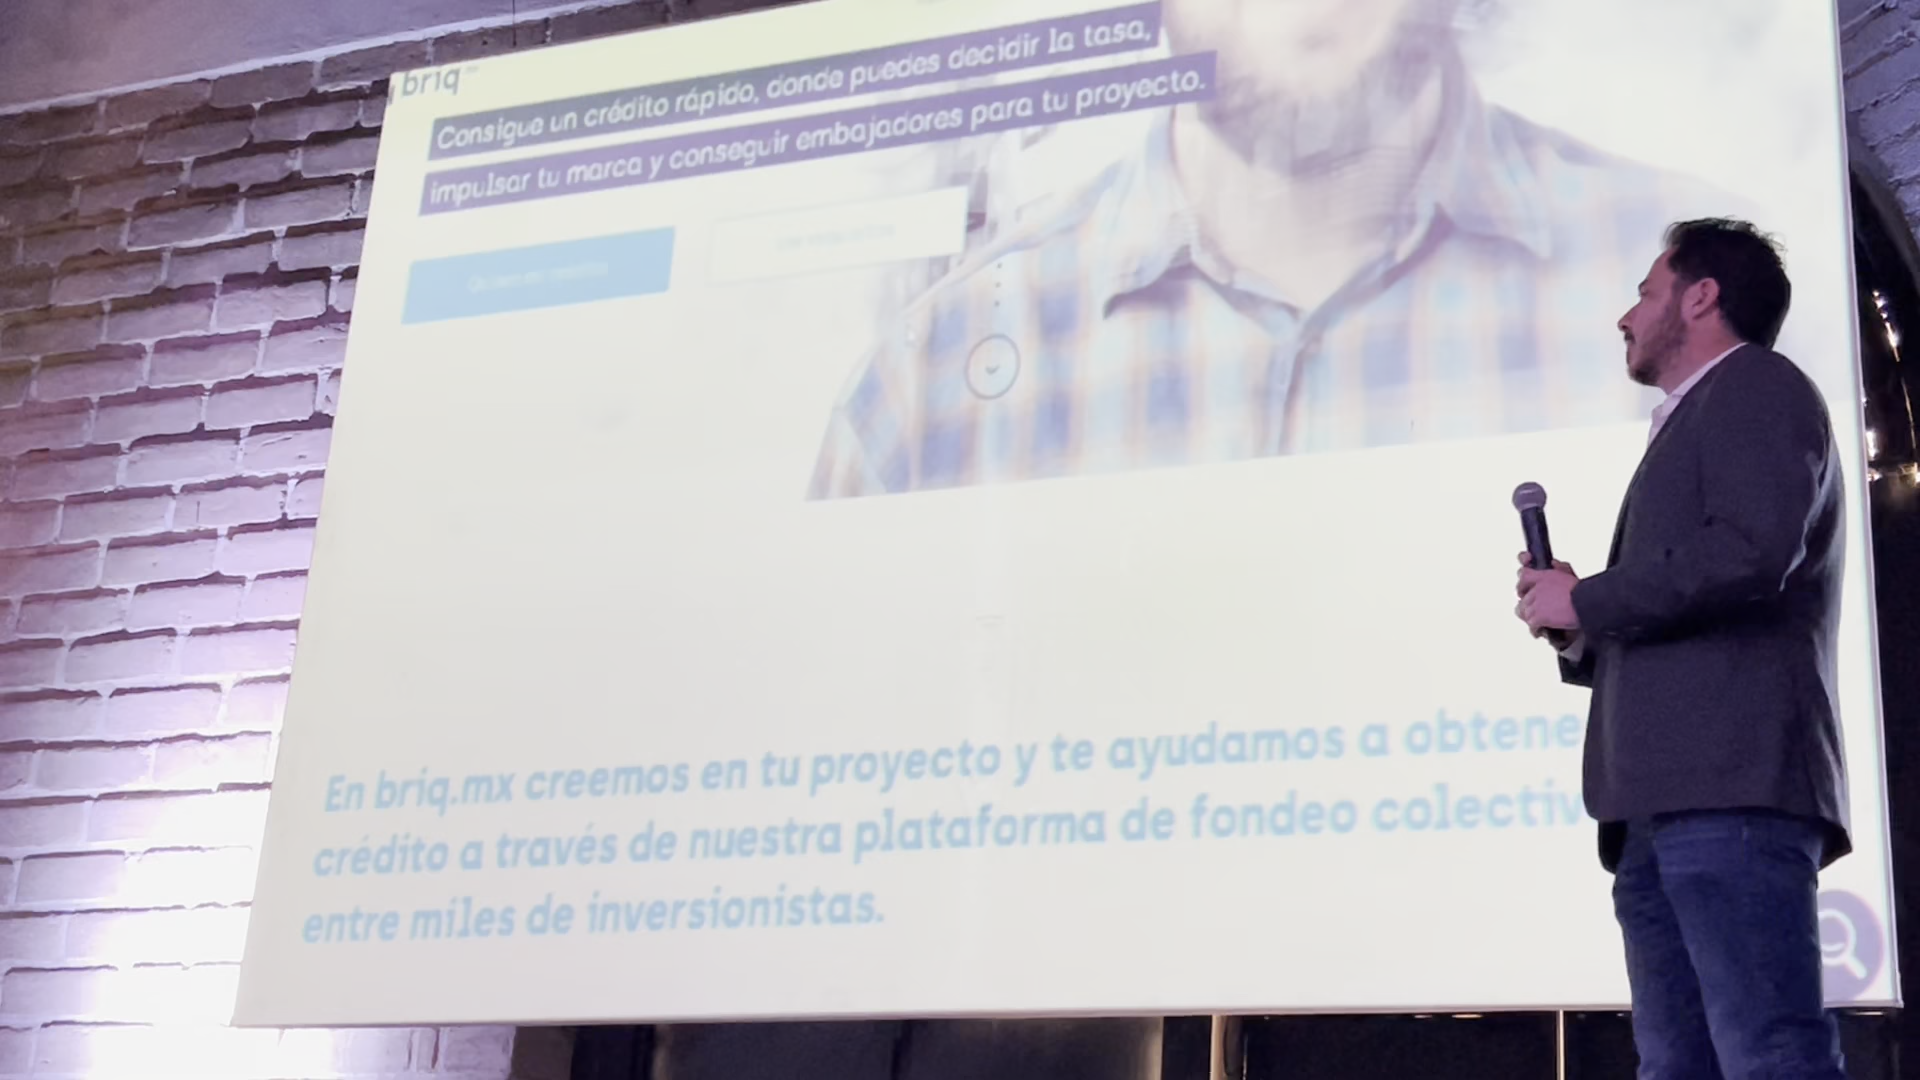 briq
Consigue un crédito rápido, donde puedes decidir la tasa,
impulsar tu marca y conseguir embajadores para tu proyecto.
En briq.mx creemos en tu proyecto y te ayudamos a obtene
crédito a través de nuestra plataforma de fondeo colectiv
entre miles de inversionistas.